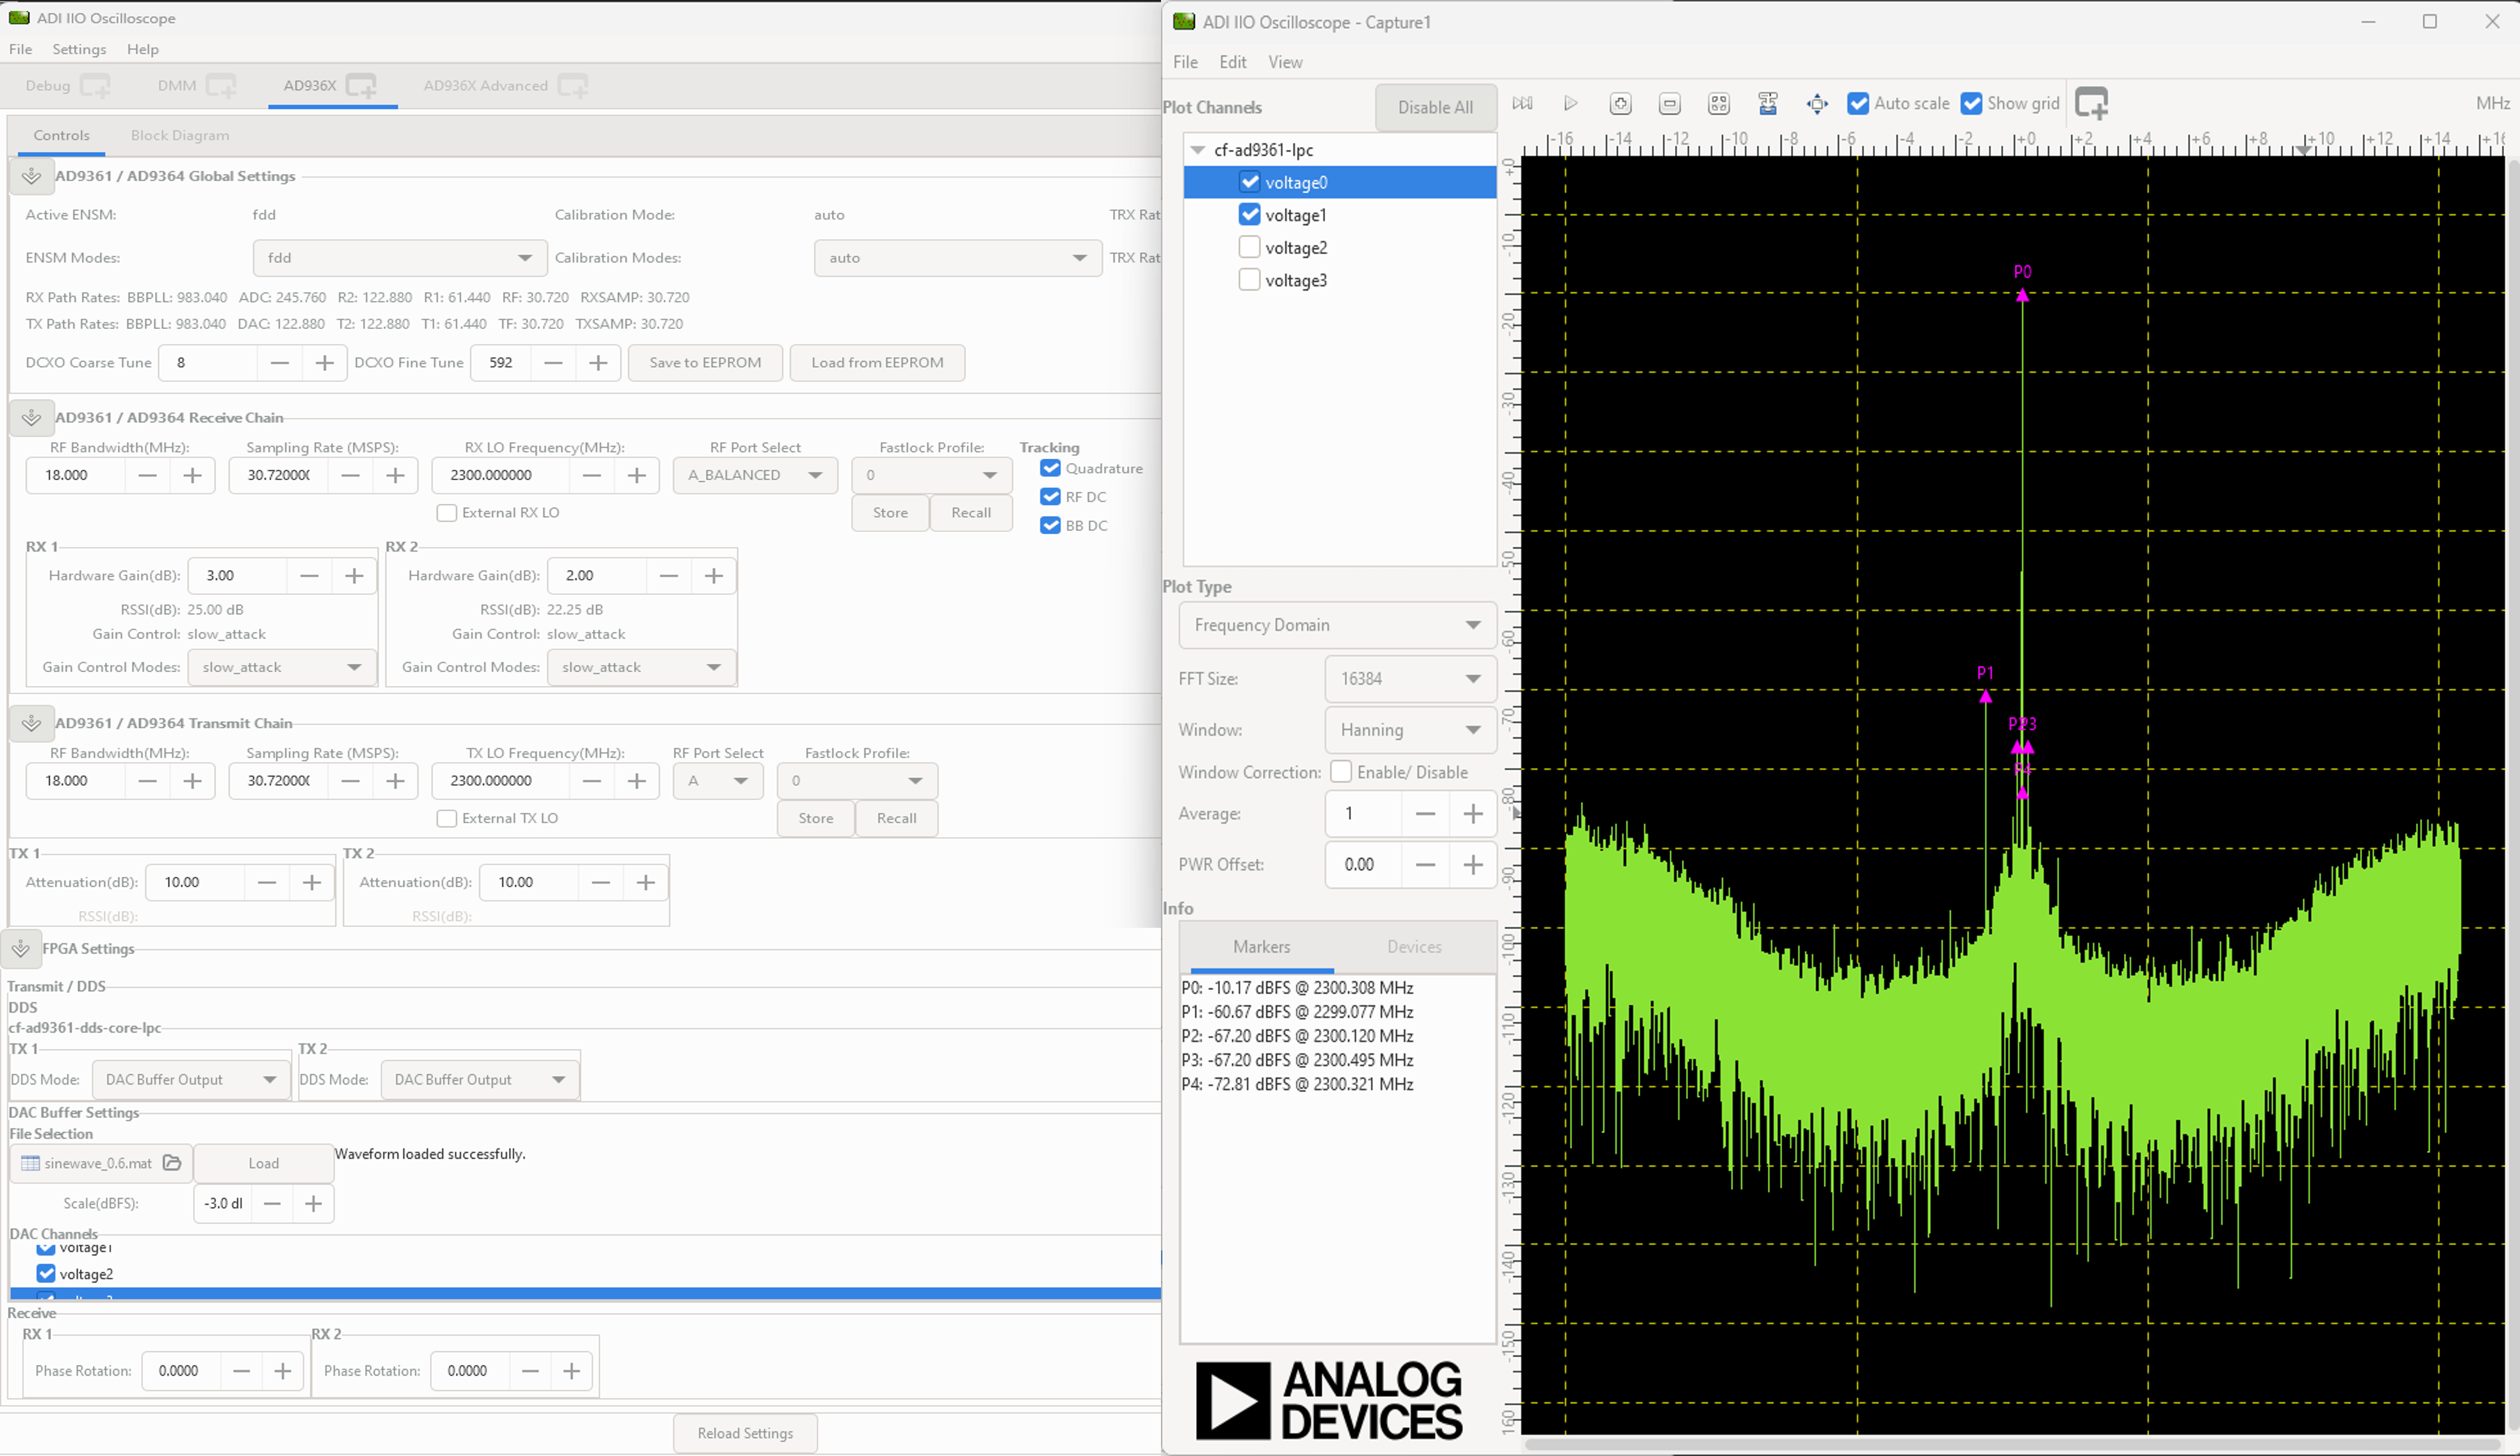 ADI IIO Oscilloscope
File Settings Help
Debug DMM AD936X AD936X Advanced
Controls Block Diagram
AD9361 / AD9364 Global Settings
Active ENSM: fdd Calibration Mode: auto TRX Rat
ENSM Modes: fdd Calibration Modes: auto TRX Rat
RX Path Rates: BBPLL: 983.040 ADC: 245.760 R2: 122.880 R1: 61.440 RF: 30.720 RXSAMP: 30.720
TX Path Rates: BBPLL: 983.040 DAC: 122.880 T2: 122.880 T1: 61.440 TF: 30.720 TXSAMP: 30.720
DCXO Coarse Tune 8 DCXO Fine Tune 592 Save to EEPROM Load from EEPROM
AD9361 / AD9364 Receive Chain
RF Bandwidth(MHz): Sampling Rate (MSPS): RX LO Frequency(MHz): RF Port Select Fastlock Profile: Tracking
18.000 30.72000( 2300.000000 A_BALANCED 0 Quadrature
External RX LO Store Recall RF DC
BB DC
RX 1 RX 2
Hardware Gain(dB): 3.00 Hardware Gain(dB): 2.00
RSSI(dB): 25.00 dB RSSI(dB): 22.25 dB
Gain Control: slow_attack Gain Control: slow_attack
Gain Control Modes: slow_attack Gain Control Modes: slow_attack
AD9361 / AD9364 Transmit Chain
RF Bandwidth(MHz): Sampling Rate (MSPS): TX LO Frequency(MHz): RF Port Select Fastlock Profile:
18.000 30.72000( 2300.000000 A 0
External TX LO Store Recall
TX 1 TX 2
Attenuation(dB): 10.00 Attenuation(dB): 10.00
RSSI(dB): RSSI(dB):
FPGA Settings
Transmit / DDS
DDS
cf-ad9361-dds-core-lpc
TX 1 TX 2
DDS Mode: DAC Buffer Output DDS Mode: DAC Buffer Output
DAC Buffer Settings
File Selection
sinewave_0.6.mat Load Waveform loaded successfully.
Scale(dBFS): -3.0 dI
DAC Channels
voltage1
voltage2
Receive
RX 1 RX 2
Phase Rotation: 0.0000 Phase Rotation: 0.0000
Reload Settings
ADI IIO Oscilloscope - Capture1
File Edit View
Plot Channels Disable All Auto scale Show grid MHz
cf-ad9361-lpc
voltage0
voltage1
voltage2
voltage3
Plot Type
Frequency Domain
FFT Size: 16384
Window: Hanning
Window Correction: Enable/ Disable
Average: 1
PWR Offset: 0.00
Info
Markers Devices
P0: -10.17 dBFS @ 2300.308 MHz
P1: -60.67 dBFS @ 2299.077 MHz
P2: -67.20 dBFS @ 2300.120 MHz
P3: -67.20 dBFS @ 2300.495 MHz
P4: -72.81 dBFS @ 2300.321 MHz
ANALOG
DEVICES
-16 -14 -12 -10 -8 -6 -4 -2 +0 +2 +4 +6 +8 +10 +12 +14 +16
+0
-10
-20
-30
-40
-50
-60
-70
-80
-90
-100
-110
-120
-130
-140
-150
160
P0
P1
P2 P3
P4